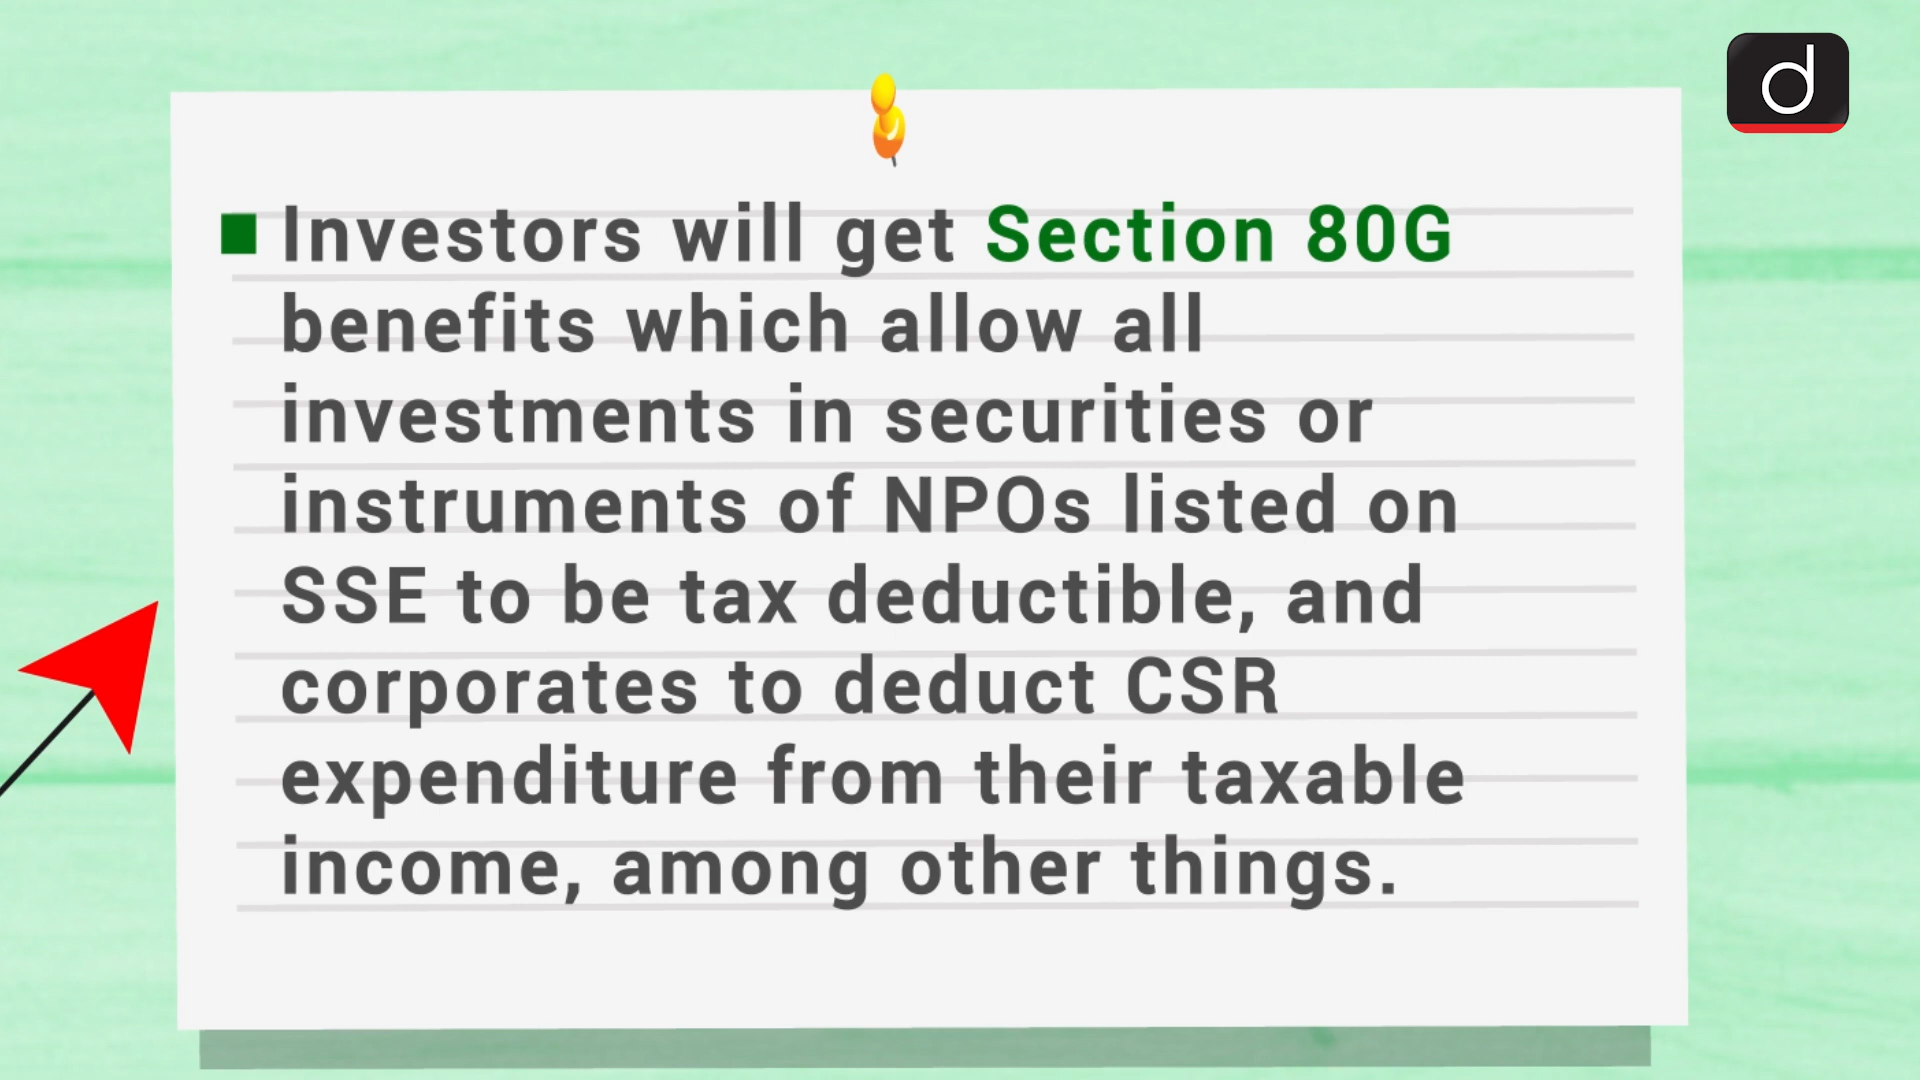 d
Investors will get Section 80G
benefits which allow all
investments in securities or
instruments of NPOs listed on
SSE to be tax deductible, and
corporates to deduct CSR
expenditure from their taxable
income, among other things.